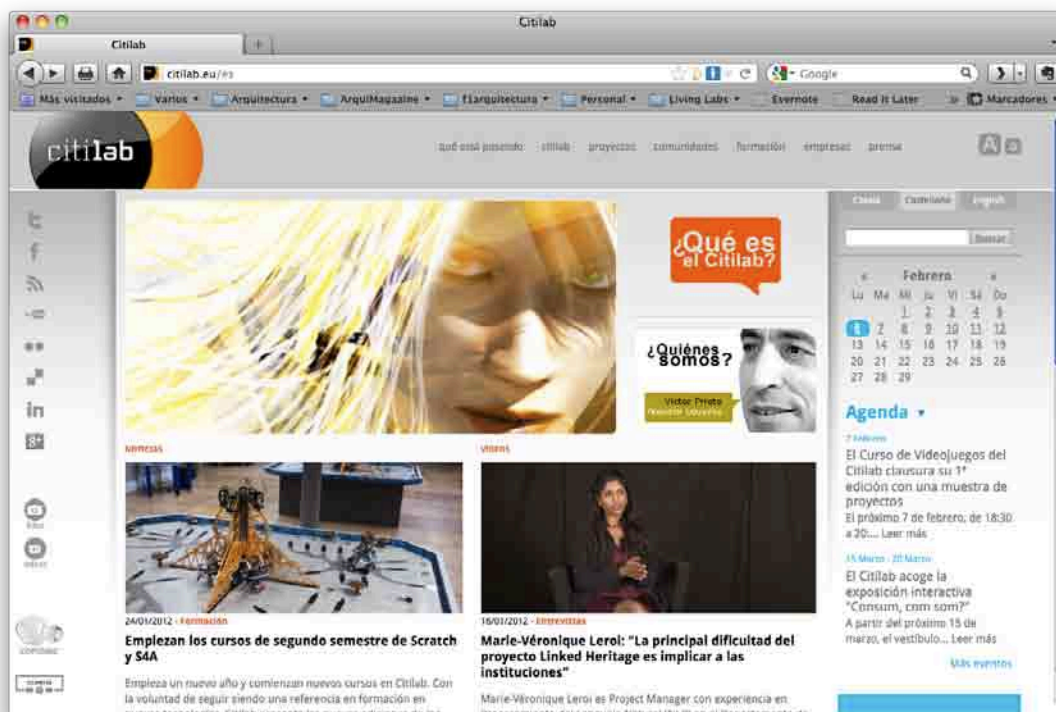 Citilab
Citilab
citilab.eu/es
Google
Más visitados
Varios
Arquitectura
ArquiMagazine
f1arquitectura
Personal
Living Labs
Evernote
Read It Later
Marcadores
citilab
qué está pasando citilab proyectos comunidades formación empresas prensa
A a
Català Castellano English
Buscar
¿Qué es
el Citilab?
¿Quiénes
somos?
Víctor Prieto
« Febrero »
Lu Ma Mi Ju Vi Sá Do
1 2 3 4 5
6 7 8 9 10 11 12
13 14 15 16 17 18 19
20 21 22 23 24 25 26
27 28 29
Agenda
7 Febrero
El Curso de Videojuegos del
Citilab clausura su 1ª
edición con una muestra de
proyectos
El próximo 7 de febrero, de 18:30
a 20:... Leer más
15 Marzo - 20 Marzo
El Citilab acoge la
exposición interactiva
"Consum, com som?"
A partir del próximo 15 de
marzo, el vestíbulo... Leer más
Más eventos
Noticias
24/01/2012 - Formación
Empiezan los cursos de segundo semestre de Scratch
y S4A
Empieza un nuevo año y comienzan nuevos cursos en Citilab. Con
la voluntad de seguir siendo una referencia en formación en
Vídeos
16/01/2012 - Entrevistas
Marie-Véronique Leroi: "La principal dificultad del
proyecto Linked Heritage es implicar a las
instituciones"
Marie-Véronique Leroi es Project Manager con experiencia en